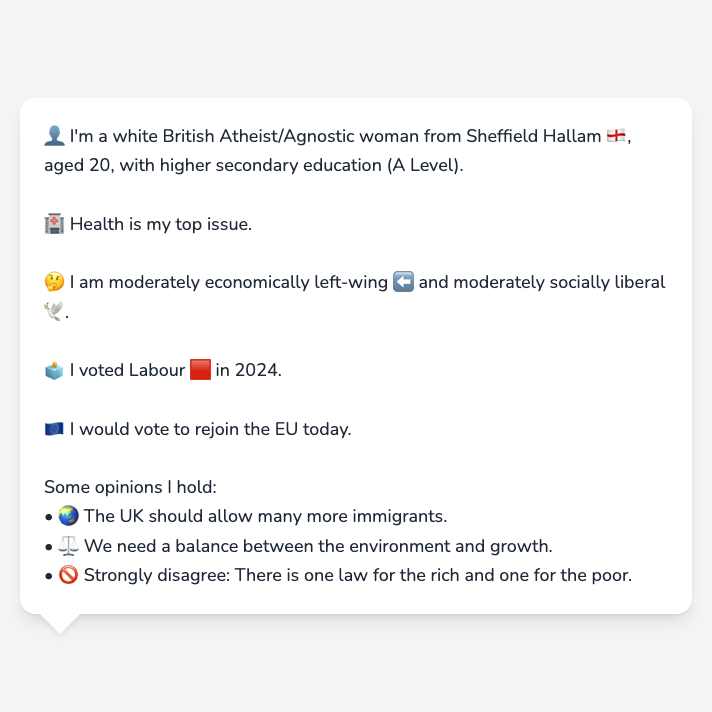 👤 I'm a white British Atheist/Agnostic woman from Sheffield Hallam 🏴󠁧󠁢󠁥󠁮󠁧󠁿,
aged 20, with higher secondary education (A Level).
🏥 Health is my top issue.
🤔 I am moderately economically left-wing ⬅️ and moderately socially liberal
🕊️.
🗳️ I voted Labour 🟥 in 2024.
🇪🇺 I would vote to rejoin the EU today.
Some opinions I hold:
• 🌏 The UK should allow many more immigrants.
• ⚖️ We need a balance between the environment and growth.
• 🚫 Strongly disagree: There is one law for the rich and one for the poor.